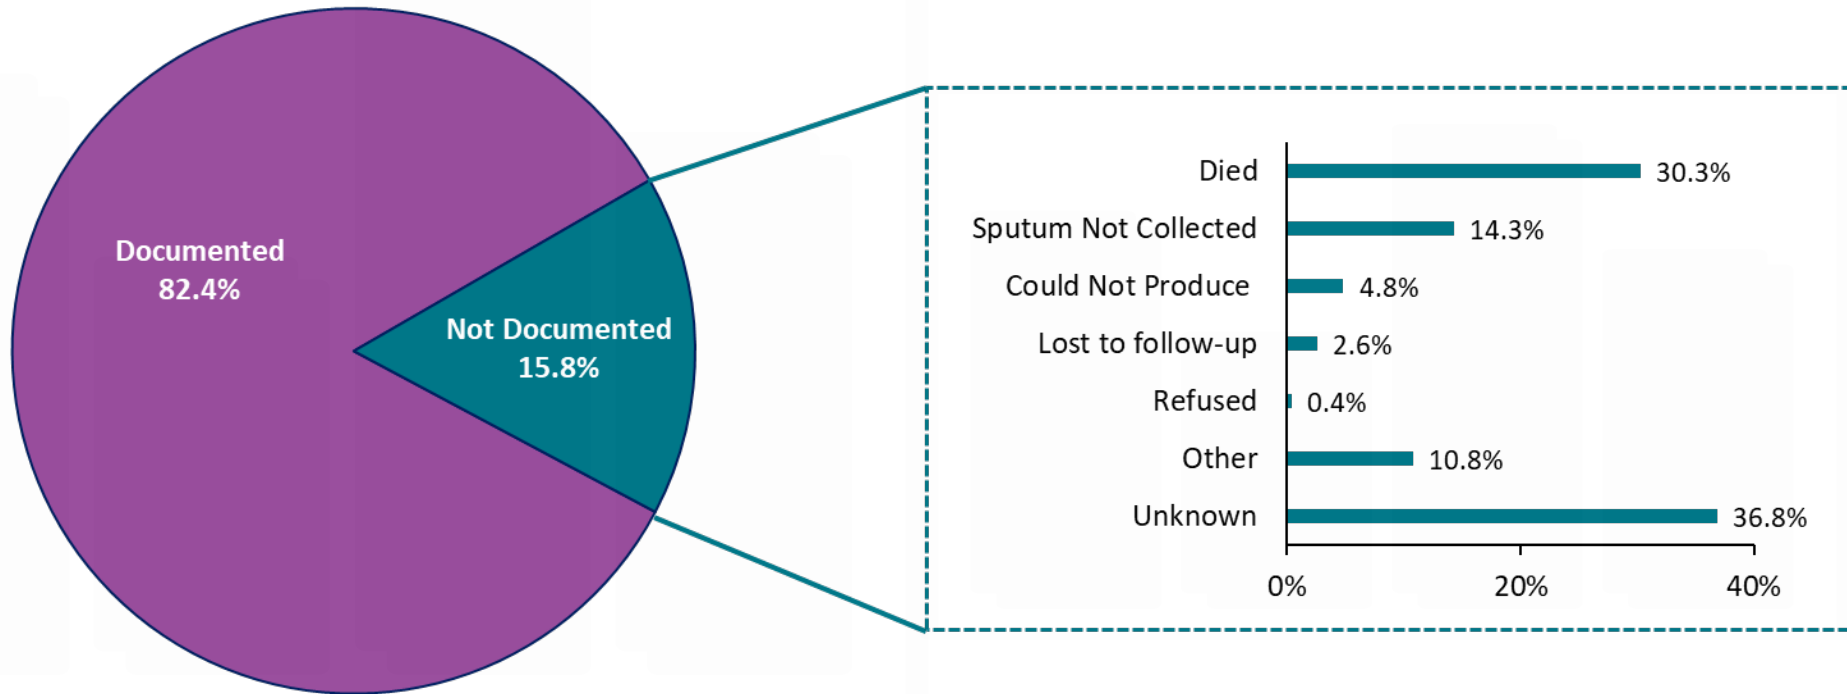 Documented
82.4%
Not Documented
15.8%
Died
30.3%
Sputum Not Collected
14.3%
Could Not Produce
4.8%
Lost to follow-up
2.6%
Refused
0.4%
Other
10.8%
Unknown
36.8%
0%
20%
40%